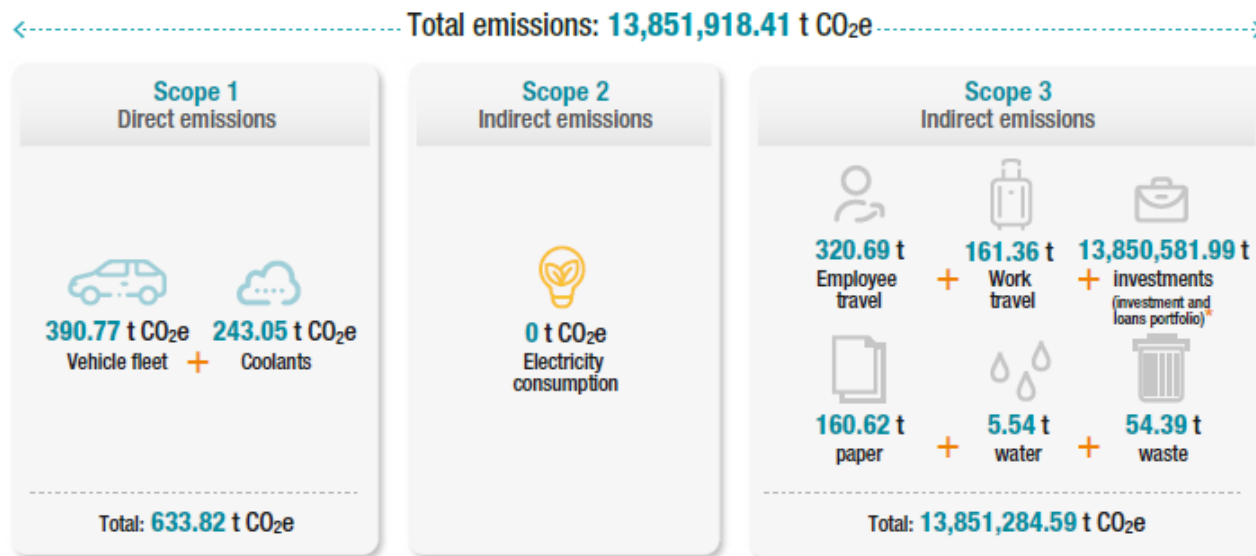 Total emissions: 13,851,918.41 t CO₂e
Scope 1
Direct emissions
390.77 t CO₂e
Vehicle fleet
+
243.05 t CO₂e
Coolants
Total: 633.82 t CO₂e
Scope 2
Indirect emissions
0 t CO₂e
Electricity
consumption
Scope 3
Indirect emissions
320.69 t
Employee
travel
+
161.36 t
Work
travel
+
13,850,581.99 t
investments
(investment and
loans portfolio)*
160.62 t
paper
+
5.54 t
water
+
54.39 t
waste
Total: 13,851,284.59 t CO₂e